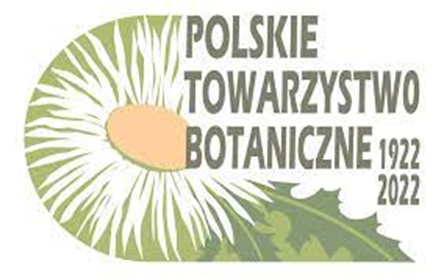 POLSKIE
TOWARZYSTWO
BOTANICZNE 1922
2022